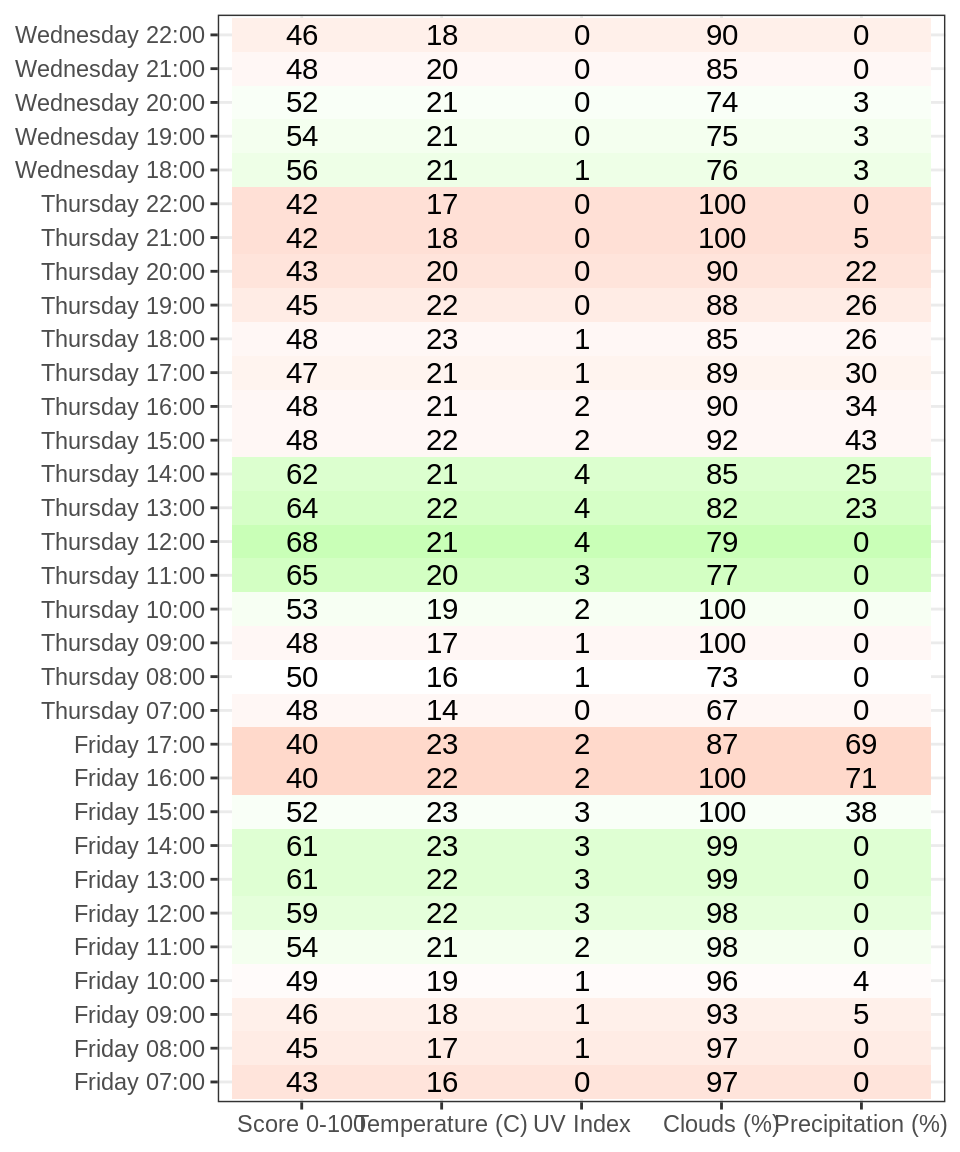 Wednesday 22:00 46 18 0 90 0
Wednesday 21:00 48 20 0 85 0
Wednesday 20:00 52 21 0 74 3
Wednesday 19:00 54 21 0 75 3
Wednesday 18:00 56 21 1 76 3
Thursday 22:00 42 17 0 100 0
Thursday 21:00 42 18 0 100 5
Thursday 20:00 43 20 0 90 22
Thursday 19:00 45 22 0 88 26
Thursday 18:00 48 23 1 85 26
Thursday 17:00 47 21 1 89 30
Thursday 16:00 48 21 2 90 34
Thursday 15:00 48 22 2 92 43
Thursday 14:00 62 21 4 85 25
Thursday 13:00 64 22 4 82 23
Thursday 12:00 68 21 4 79 0
Thursday 11:00 65 20 3 77 0
Thursday 10:00 53 19 2 100 0
Thursday 09:00 48 17 1 100 0
Thursday 08:00 50 16 1 73 0
Thursday 07:00 48 14 0 67 0
Friday 17:00 40 23 2 87 69
Friday 16:00 40 22 2 100 71
Friday 15:00 52 23 3 100 38
Friday 14:00 61 23 3 99 0
Friday 13:00 61 22 3 99 0
Friday 12:00 59 22 3 98 0
Friday 11:00 54 21 2 98 0
Friday 10:00 49 19 1 96 4
Friday 09:00 46 18 1 93 5
Friday 08:00 45 17 1 97 0
Friday 07:00 43 16 0 97 0
Score 0-100 Temperature (C) UV Index Clouds (%) Precipitation (%)